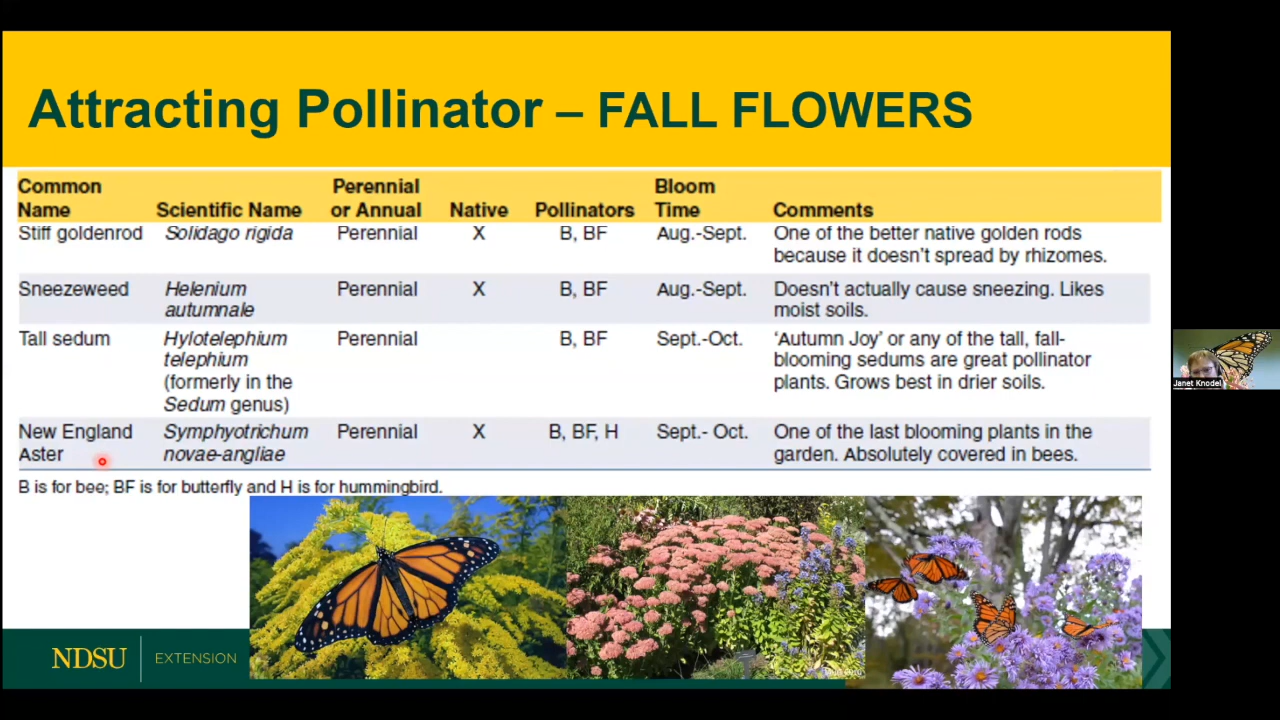 Attracting Pollinator – FALL FLOWERS
Common Name Scientific Name Perennial or Annual Native Pollinators Bloom Time Comments
Stiff goldenrod Solidago rigida Perennial X B, BF Aug.-Sept. One of the better native golden rods
because it doesn't spread by rhizomes.
Sneezeweed Helenium Perennial X B, BF Aug.-Sept. Doesn't actually cause sneezing. Likes
autumnale moist soils.
Tall sedum Hylotelephium Perennial B, BF Sept.-Oct. 'Autumn Joy' or any of the tall, fall-
telephium blooming sedums are great pollinator
(formerly in the plants. Grows best in drier soils.
Sedum genus)
New England Symphyotrichum Perennial X B, BF, H Sept.- Oct. One of the last blooming plants in the
Aster novae-angliae garden. Absolutely covered in bees.
B is for bee; BF is for butterfly and H is for hummingbird.
NDSU EXTENSION
Janet Knodel